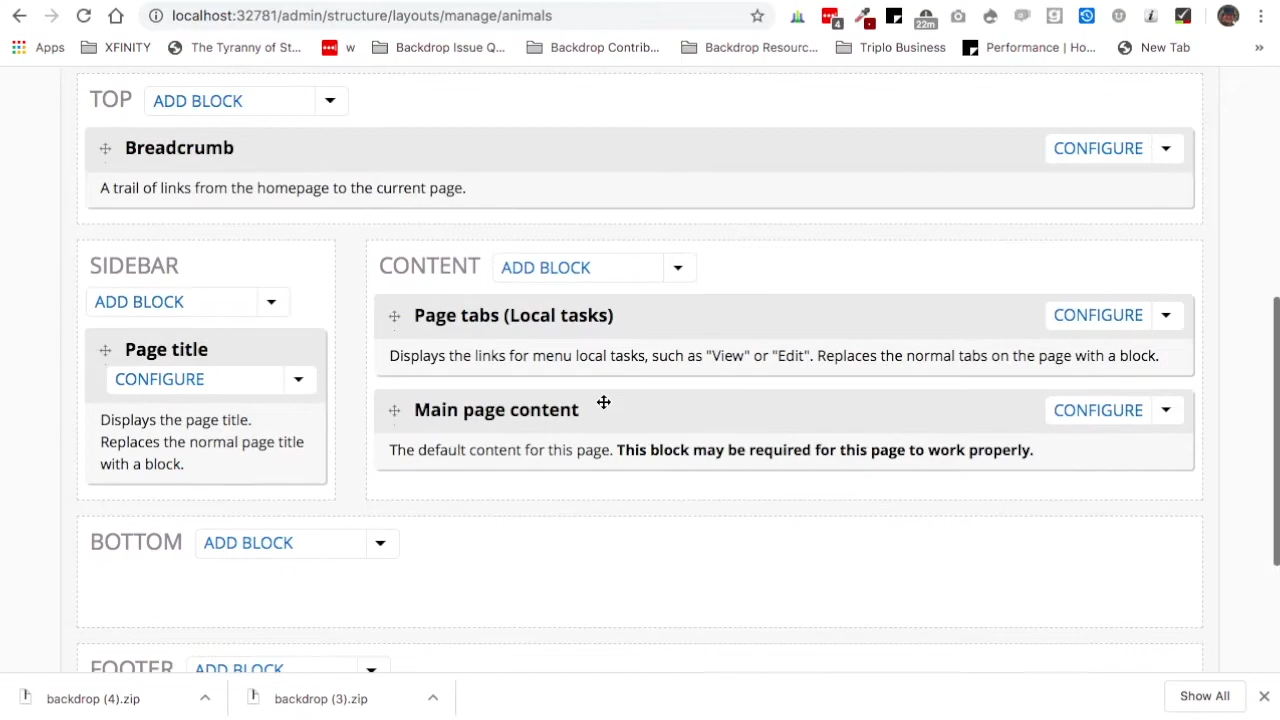 localhost:32781/admin/structure/layouts/manage/animals
4
22m
Apps
XFINITY
The Tyranny of St...
w
Backdrop Issue Q...
Backdrop Contrib...
Backdrop Resourc...
Triplo Business
Performance | Ho...
New Tab
»
TOP
ADD BLOCK
Breadcrumb
CONFIGURE
A trail of links from the homepage to the current page.
SIDEBAR
ADD BLOCK
Page title
CONFIGURE
Displays the page title.
Replaces the normal page title
with a block.
CONTENT
ADD BLOCK
Page tabs (Local tasks)
CONFIGURE
Displays the links for menu local tasks, such as "View" or "Edit". Replaces the normal tabs on the page with a block.
Main page content
CONFIGURE
The default content for this page. This block may be required for this page to work properly.
BOTTOM
ADD BLOCK
FOOTER
ADD BLOCK
backdrop (4).zip
backdrop (3).zip
Show All